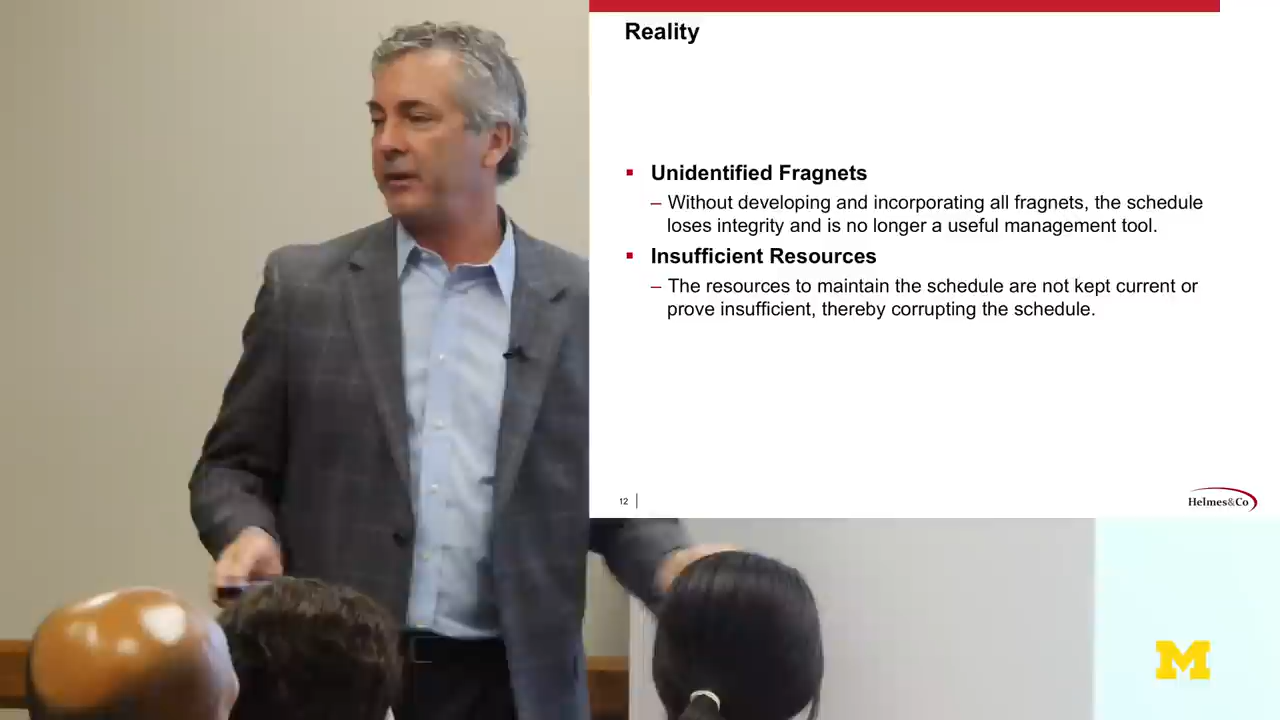 Reality
▪ Unidentified Fragnets
– Without developing and incorporating all fragnets, the schedule
loses integrity and is no longer a useful management tool.
▪ Insufficient Resources
– The resources to maintain the schedule are not kept current or
prove insufficient, thereby corrupting the schedule.
12
Helmes&Co
M